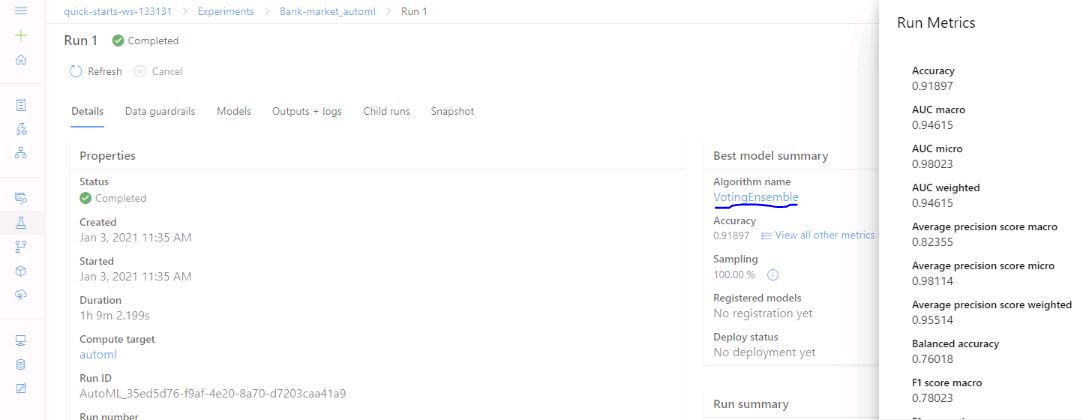 quick-starts-ws-133131 > Experiments > Bank-market_automl > Run 1
Run 1 Completed
Refresh Cancel
Details Data guardrails Models Outputs + logs Child runs Snapshot
Properties
Status
Completed
Created
Jan 3, 2021 11:35 AM
Started
Jan 3, 2021 11:35 AM
Duration
1h 9m 2.199s
Compute target
automl
Run ID
AutoML_35ed5d76-f9af-4e20-8a70-d7203caa41a9
Run number
Best model summary
Algorithm name
VotingEnsemble
Accuracy
0.91897 View all other metrics
Sampling
100.00 %
Registered models
No registration yet
Deploy status
No deployment yet
Run summary
Run Metrics
Accuracy
0.91897
AUC macro
0.94615
AUC micro
0.98023
AUC weighted
0.94615
Average precision score macro
0.82355
Average precision score micro
0.98114
Average precision score weighted
0.95514
Balanced accuracy
0.76018
F1 score macro
0.78023